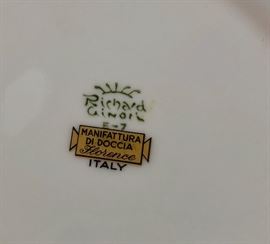 Richard
Ginori
E-7
MANIFATTURA
DI DOCCIA
Florence
ITALY